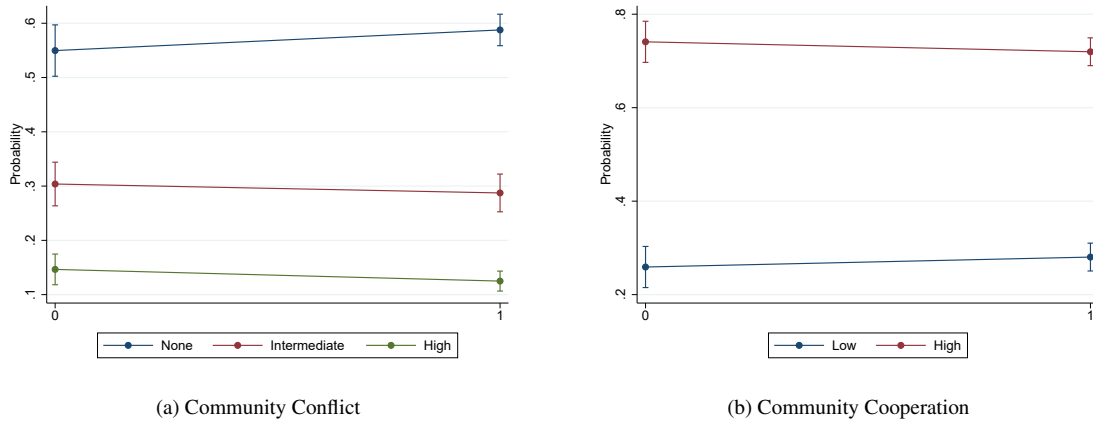 Probability
.6
.5
.4
.3
.2
.1
0 1
None Intermediate High
(a) Community Conflict
Probability
.8
.6
.4
.2
0 1
Low High
(b) Community Cooperation